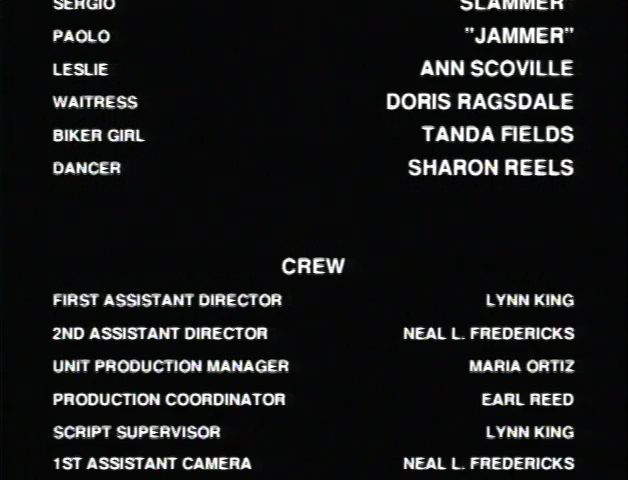 SERGIO SLAMMER"
PAOLO "JAMMER"
LESLIE ANN SCOVILLE
WAITRESS DORIS RAGSDALE
BIKER GIRL TANDA FIELDS
DANCER SHARON REELS
CREW
FIRST ASSISTANT DIRECTOR LYNN KING
2ND ASSISTANT DIRECTOR NEAL L. FREDERICKS
UNIT PRODUCTION MANAGER MARIA ORTIZ
PRODUCTION COORDINATOR EARL REED
SCRIPT SUPERVISOR LYNN KING
1ST ASSISTANT CAMERA NEAL L. FREDERICKS